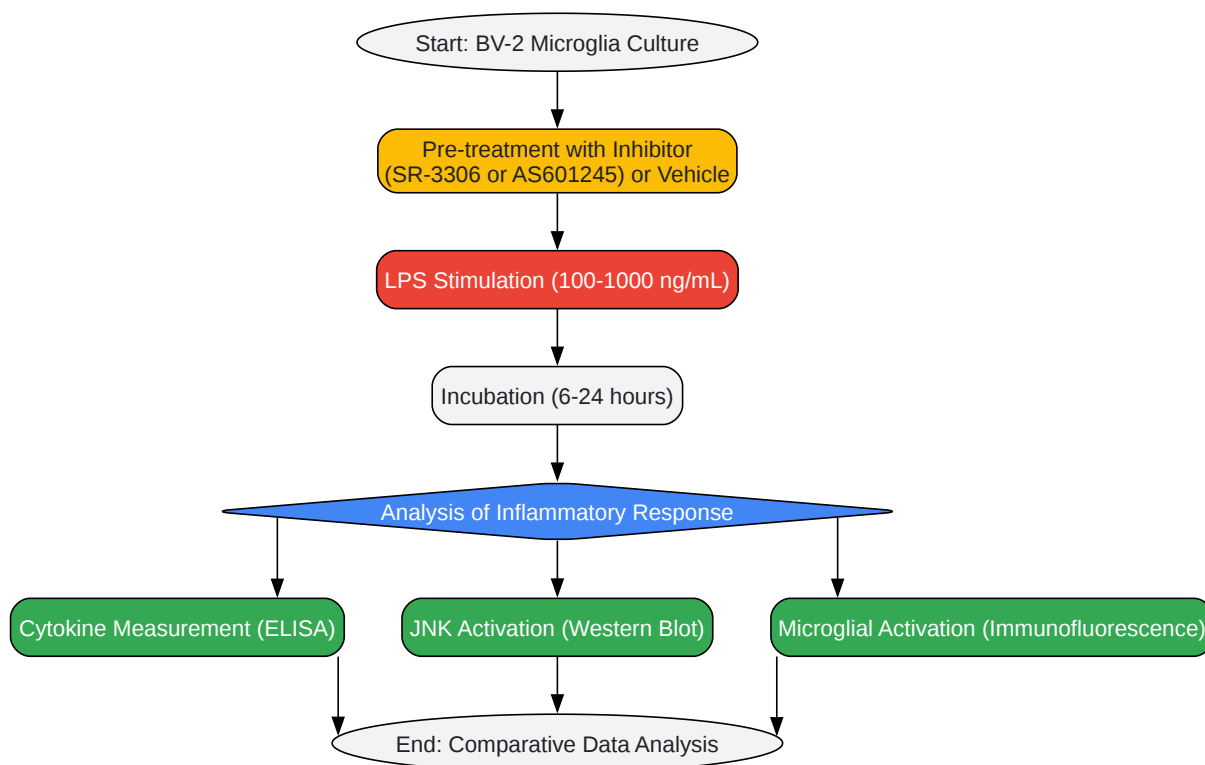 Start: BV-2 Microglia Culture
Pre-treatment with Inhibitor
(SR-3306 or AS601245) or Vehicle
LPS Stimulation (100-1000 ng/mL)
Incubation (6-24 hours)
Analysis of Inflammatory Response
Cytokine Measurement (ELISA)
JNK Activation (Western Blot)
Microglial Activation (Immunofluorescence)
End: Comparative Data Analysis